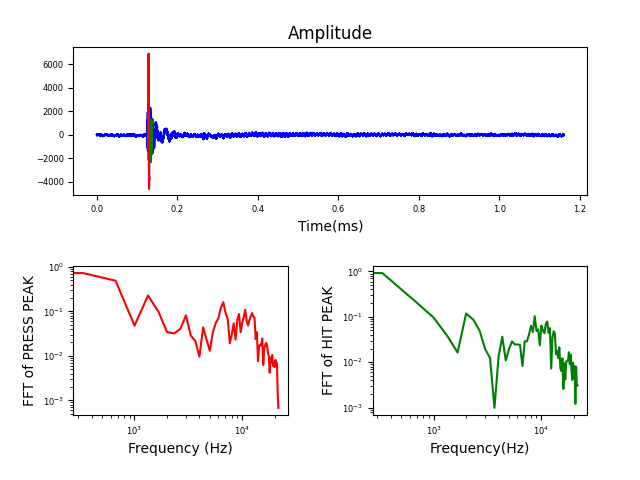 Amplitude
6000
4000
2000
0
−2000
−4000
0.0 0.2 0.4 0.6 0.8 1.0 1.2
Time(ms)
FFT of PRESS PEAK
10⁰
10⁻¹
10⁻²
10⁻³
10³ 10⁴
Frequency (Hz)
FFT of HIT PEAK
10⁰
10⁻¹
10⁻²
10⁻³
10³ 10⁴
Frequency(Hz)